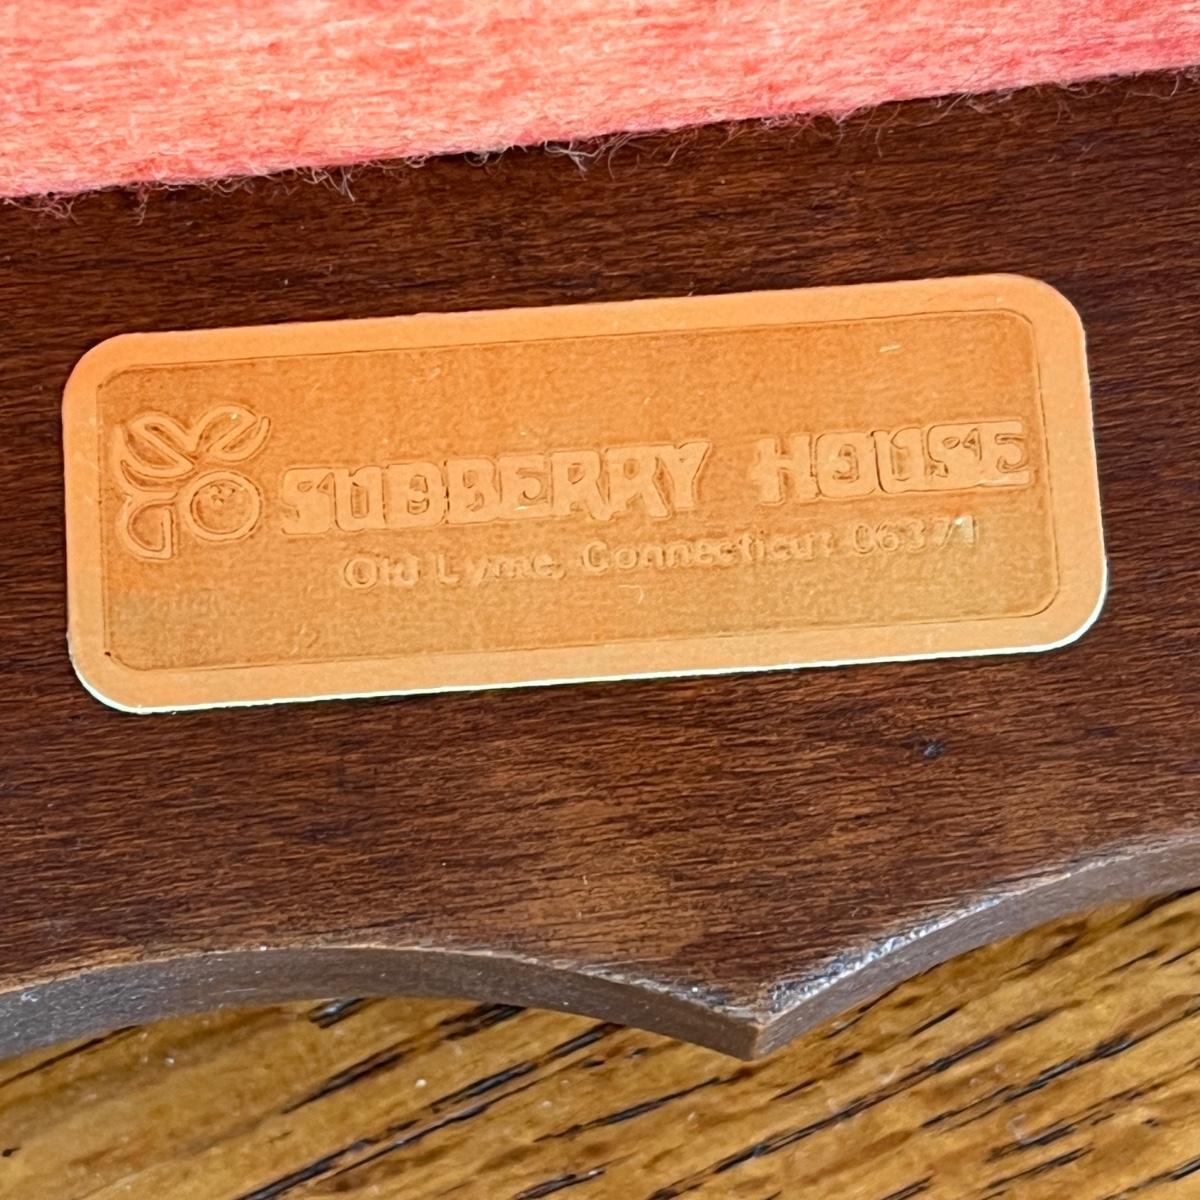 SUDBERRY HOUSE
Old Lyme, Connecticut 06371